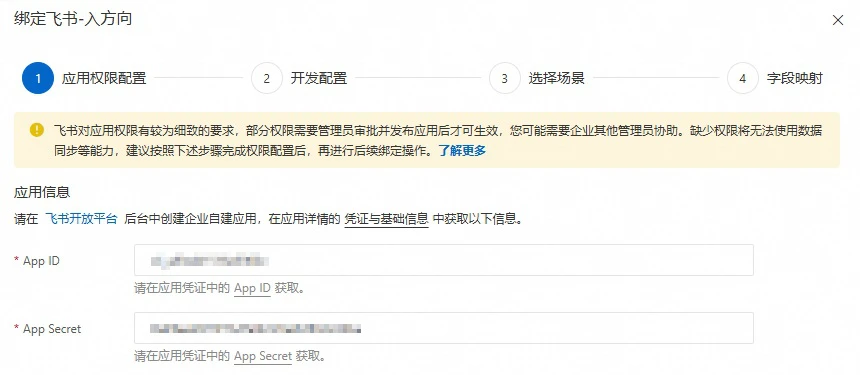 绑定飞书-入方向
1 应用权限配置 2 开发配置 3 选择场景 4 字段映射
飞书对应用权限有较为细致的要求，部分权限需要管理员审批并发布应用后才可生效，您可能需要企业其他管理员协助。缺少权限将无法使用数据
同步等能力，建议按照下述步骤完成权限配置后，再进行后续绑定操作。了解更多
应用信息
请在 飞书开放平台 后台中创建企业自建应用，在应用详情的 凭证与基础信息 中获取以下信息。
* App ID
请在应用凭证中的 App ID 获取。
* App Secret
请在应用凭证中的 App Secret 获取。